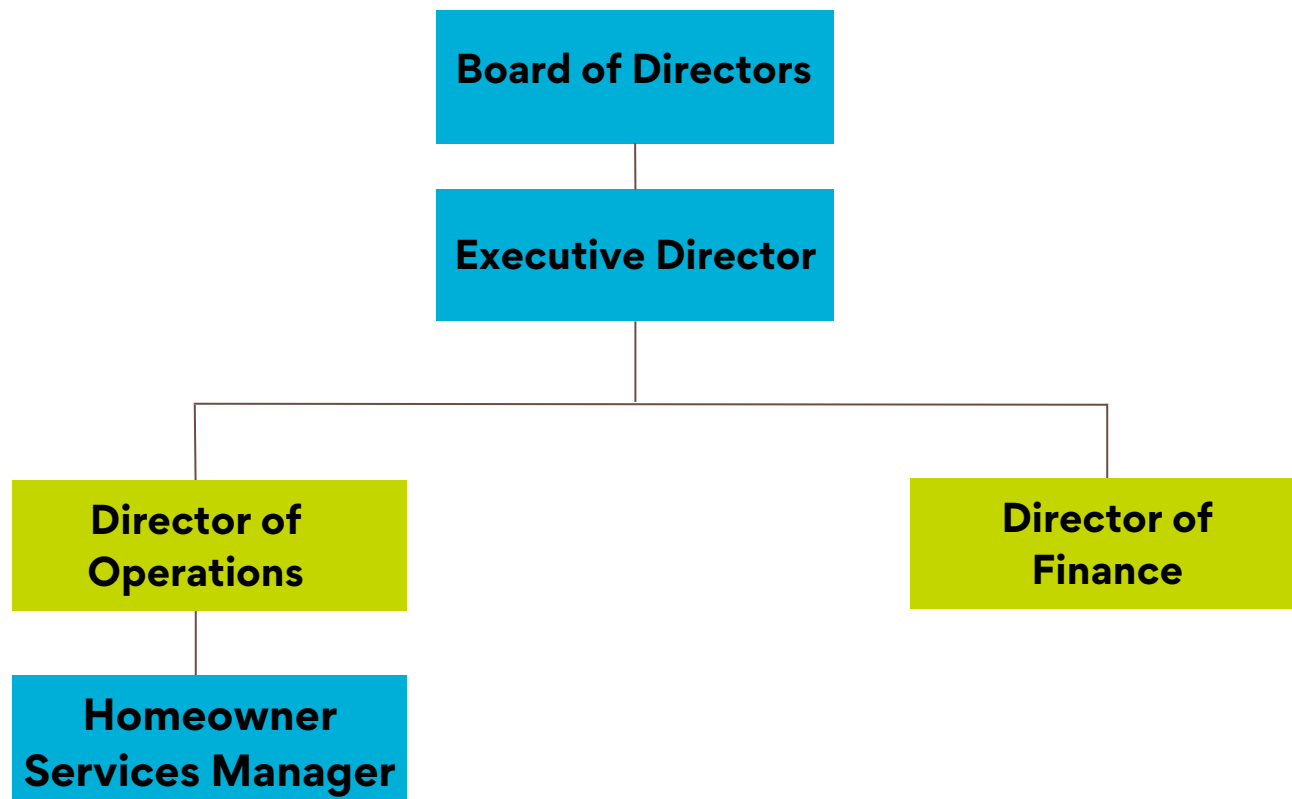 Board of Directors
Executive Director
Director of
Operations
Director of
Finance
Homeowner
Services Manager